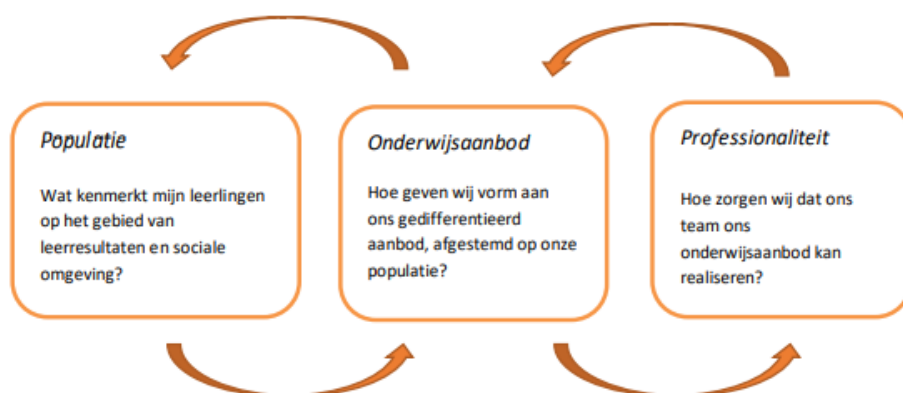 Populatie
Wat kenmerkt mijn leerlingen
op het gebied van
leerresultaten en sociale
omgeving?
Onderwijsaanbod
Hoe geven wij vorm aan
ons gedifferentieerd
aanbod, afgestemd op onze
populatie?
Professionaliteit
Hoe zorgen wij dat ons
team ons
onderwijsaanbod kan
realiseren?